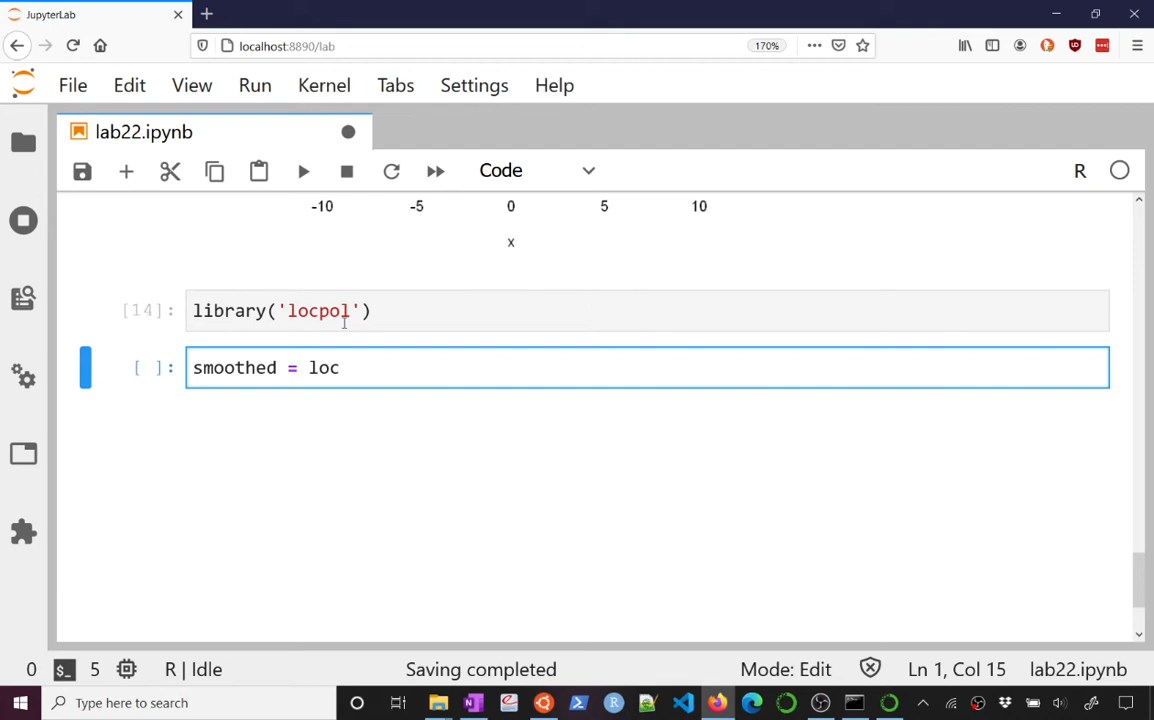 JupyterLab
localhost:8890/lab
170%
File Edit View Run Kernel Tabs Settings Help
lab22.ipynb
Code
R
-10 -5 0 5 10
x
[14]: library('locpol')
[ ]: smoothed = loc
0 5 R | Idle Saving completed Mode: Edit Ln 1, Col 15 lab22.ipynb
Type here to search